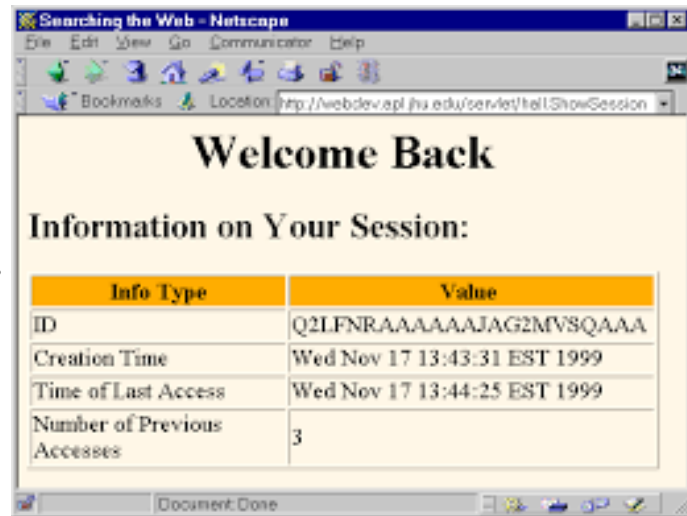 Searching the Web - Netscape
File Edit View Go Communicator Help
Bookmarks Location: http://webdev.apl.jhu.edu/servlet/hall.ShowSession
Welcome Back
Information on Your Session:
Info Type Value
ID Q2LFNRAAAAAAJAG2MVSQAAA
Creation Time Wed Nov 17 13:43:31 EST 1999
Time of Last Access Wed Nov 17 13:44:25 EST 1999
Number of Previous
Accesses 3
Document: Done